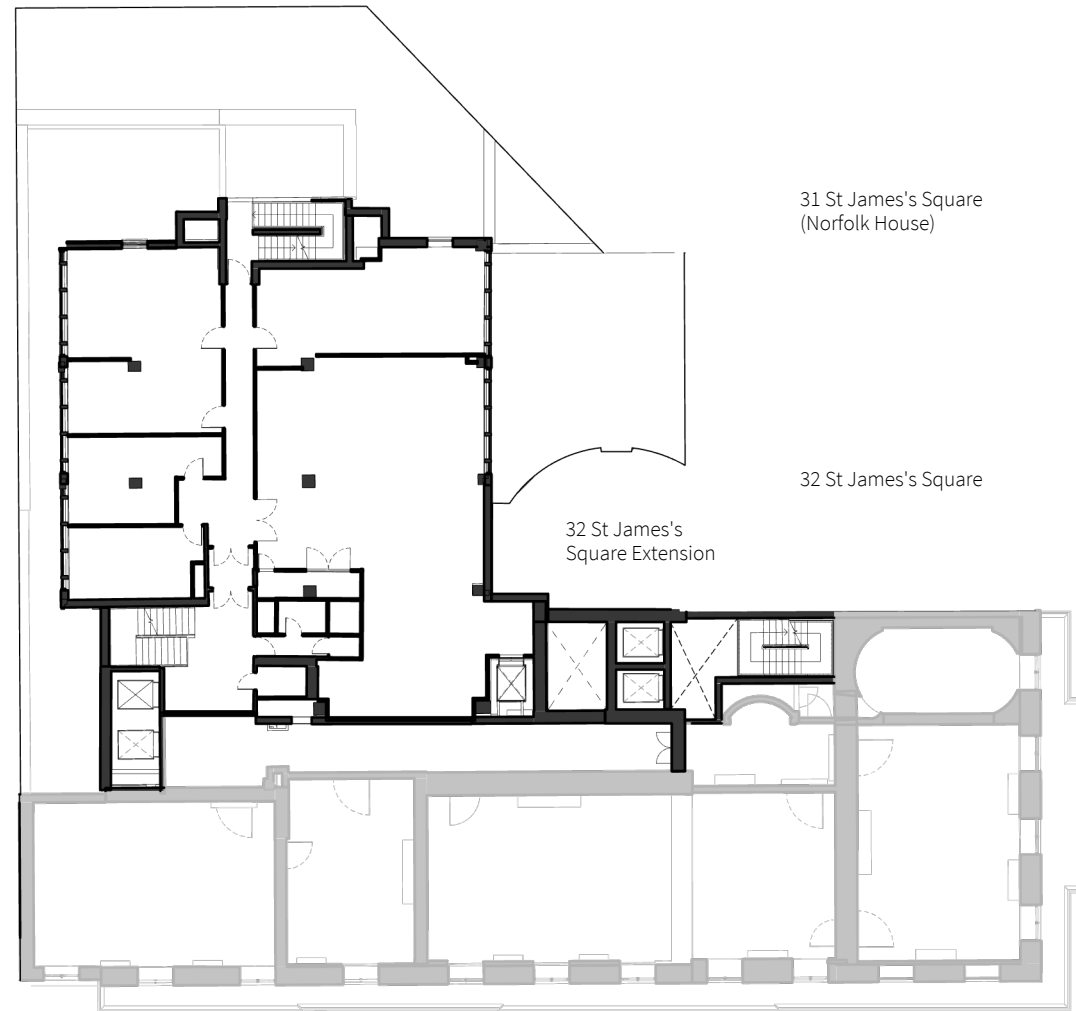 31 St James's Square
(Norfolk House)
32 St James's Square
32 St James's
Square Extension